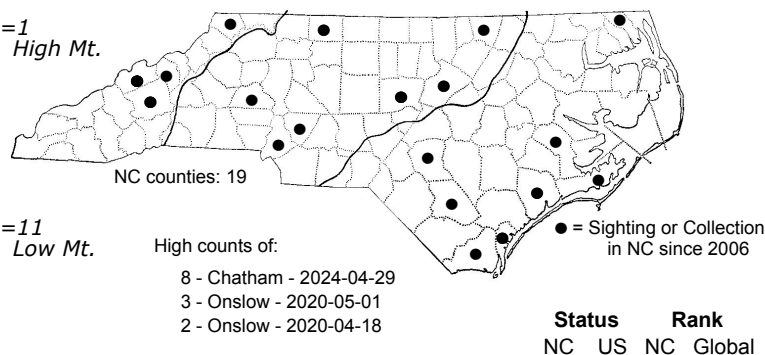 =1
High Mt.
NC counties: 19
=11
Low Mt.
High counts of:
8 - Chatham - 2024-04-29
3 - Onslow - 2020-05-01
2 - Onslow - 2020-04-18
● = Sighting or Collection
in NC since 2006
Status Rank
NC US NC Global